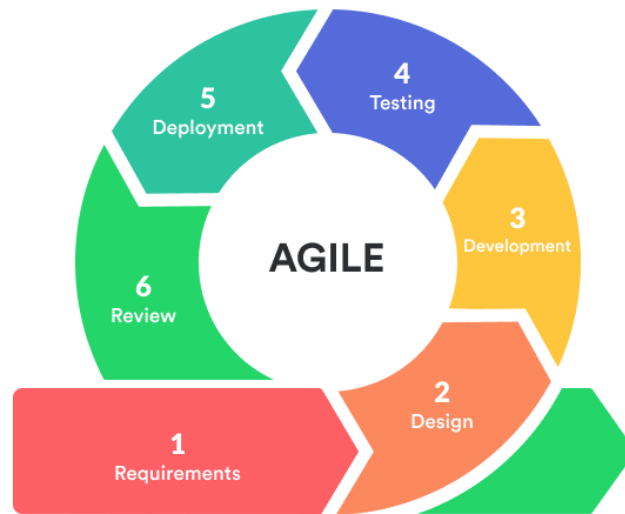 AGILE
1
Requirements
2
Design
3
Development
4
Testing
5
Deployment
6
Review